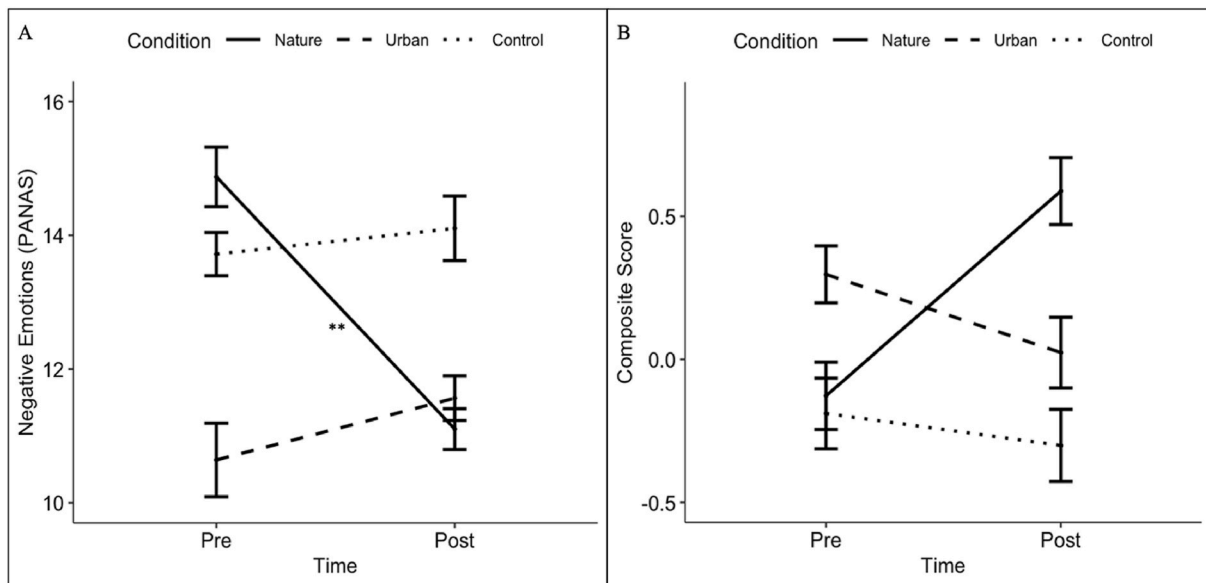 A
Condition Nature Urban Control
16
14
12
10
Negative Emotions (PANAS)
**
Pre Post
Time
B
Condition Nature Urban Control
0.5
0.0
-0.5
Composite Score
Pre Post
Time